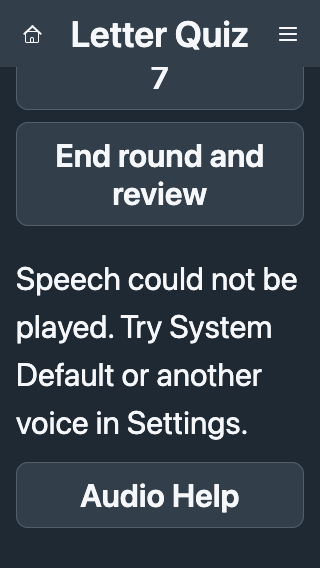 Letter Quiz
7
End round and
review
Speech could not be
played. Try System
Default or another
voice in Settings.
Audio Help